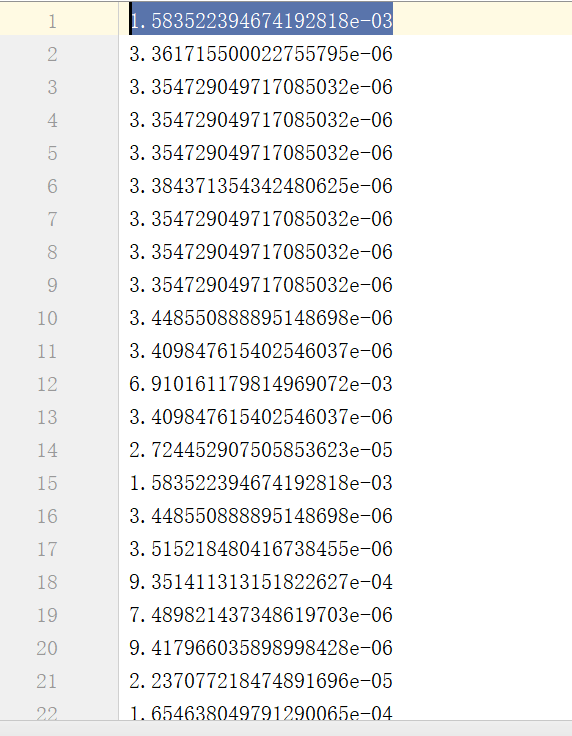 1 1.583522394674192818e-03
2 3.361715500022755795e-06
3 3.354729049717085032e-06
4 3.354729049717085032e-06
5 3.354729049717085032e-06
6 3.384371354342480625e-06
7 3.354729049717085032e-06
8 3.354729049717085032e-06
9 3.354729049717085032e-06
10 3.448550888895148698e-06
11 3.409847615402546037e-06
12 6.910161179814969072e-03
13 3.409847615402546037e-06
14 2.724452907505853623e-05
15 1.583522394674192818e-03
16 3.448550888895148698e-06
17 3.515218480416738455e-06
18 9.351411313151822627e-04
19 7.489821437348619703e-06
20 9.417966035898998428e-06
21 2.237077218474891696e-05
22 1.654638049791290065e-04